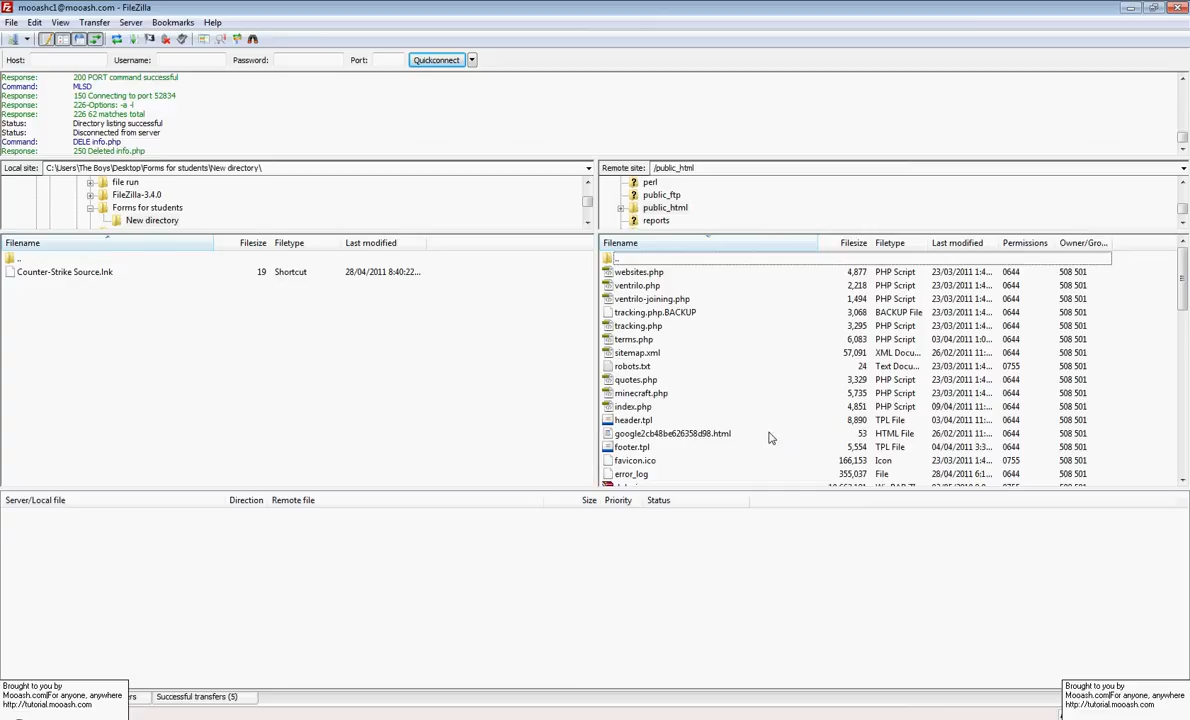 mooashc1@mooash.com - FileZilla
File Edit View Transfer Server Bookmarks Help
Host: Username: Password: Port: Quickconnect
Response: 200 PORT command successful
Command: MLSD
Response: 150 Connecting to port 52834
Response: 226-Options: -a -l
Response: 226 62 matches total
Status: Directory listing successful
Status: Disconnected from server
Command: DELE info.php
Response: 250 Deleted info.php
Local site: C:\Users\The Boys\Desktop\Forms for students\New directory\
file run
FileZilla-3.4.0
Forms for students
New directory
Filename Filesize Filetype Last modified
..
Counter-Strike Source.lnk 19 Shortcut 28/04/2011 8:40:22...
Remote site: /public_html
perl
public_ftp
public_html
reports
Filename Filesize Filetype Last modified Permissions Owner/Gro...
..
websites.php 4,877 PHP Script 23/03/2011 1:4... 0644 508 501
ventrilo.php 2,218 PHP Script 23/03/2011 1:4... 0644 508 501
ventrilo-joining.php 1,494 PHP Script 23/03/2011 1:4... 0644 508 501
tracking.php.BACKUP 3,068 BACKUP File 23/03/2011 1:4... 0644 508 501
tracking.php 3,295 PHP Script 23/03/2011 1:4... 0644 508 501
terms.php 6,083 PHP Script 03/04/2011 1:0... 0644 508 501
sitemap.xml 57,091 XML Docu... 26/02/2011 11:... 0644 508 501
robots.txt 24 Text Docu... 23/03/2011 1:4... 0755 508 501
quotes.php 3,329 PHP Script 23/03/2011 1:4... 0644 508 501
minecraft.php 5,735 PHP Script 23/03/2011 1:4... 0644 508 501
index.php 4,851 PHP Script 09/04/2011 11:... 0644 508 501
header.tpl 8,890 TPL File 03/04/2011 11:... 0644 508 501
google2cb48be626358d98.html 53 HTML File 26/02/2011 11:... 0644 508 501
footer.tpl 5,554 TPL File 04/04/2011 3:3... 0644 508 501
favicon.ico 166,153 Icon 23/03/2011 1:4... 0755 508 501
error_log 355,037 File 28/04/2011 6:1... 0644 508 501
Server/Local file Direction Remote file Size Priority Status
Successful transfers (5)
Brought to you by
Mooash.com|For anyone, anywhere
http://tutorial.mooash.com
Brought to you by
Mooash.com|For anyone, anywhere
http://tutorial.mooash.com